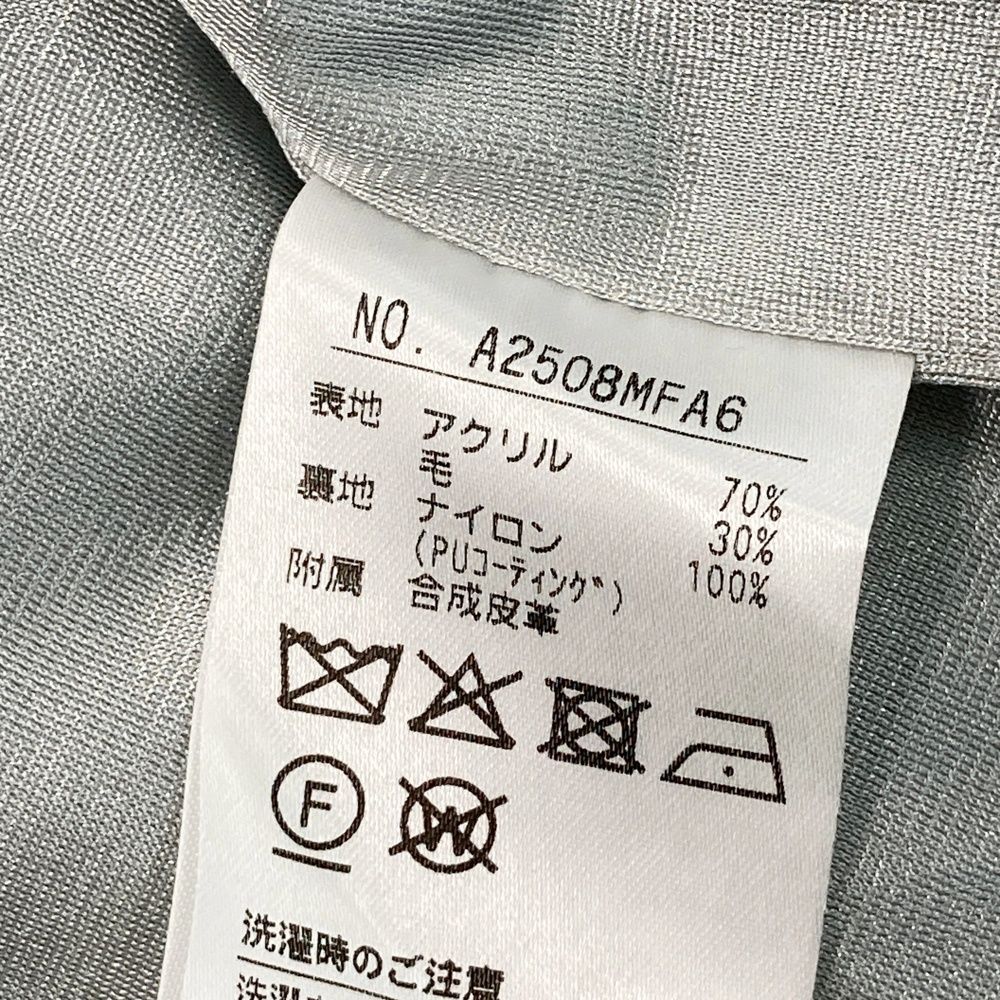 NO. A2508MFA6
表地 アクリル 70%
毛 30%
裏地 ナイロン 100%
(PUコーティング)
附属 合成皮革
F
W
洗濯時のご注意